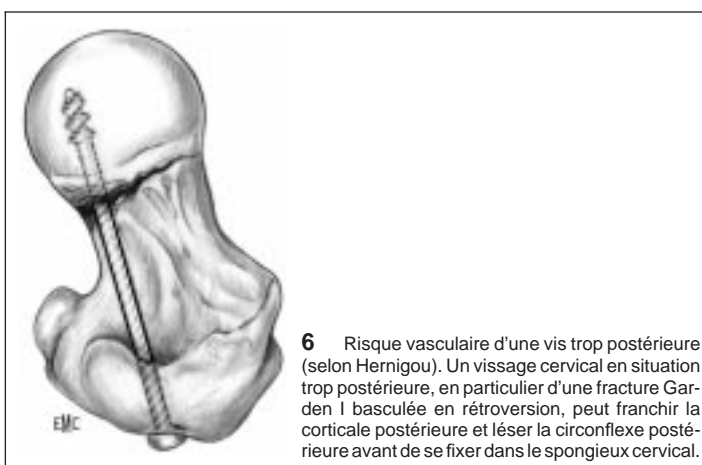 6 Risque vasculaire d'une vis trop postérieure
(selon Hernigou). Un vissage cervical en situation
trop postérieure, en particulier d'une fracture Gar-
den I basculée en rétroversion, peut franchir la
corticale postérieure et léser la circonflexe posté-
rieure avant de se fixer dans le spongieux cervical.
EMC